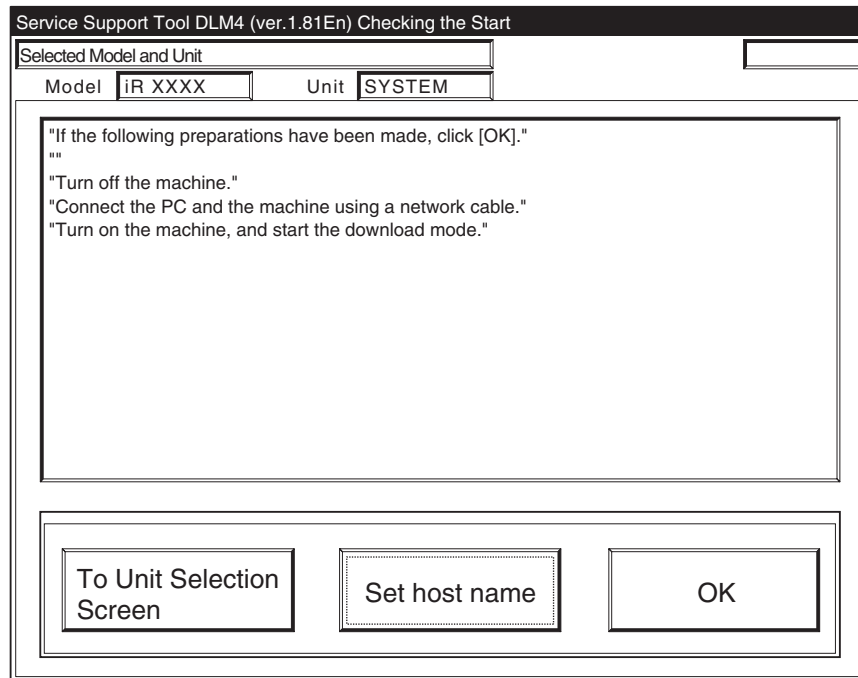 Service Support Tool DLM4 (ver.1.81En) Checking the Start
Selected Model and Unit
Model iR XXXX Unit SYSTEM
"If the following preparations have been made, click [OK]."
""
"Turn off the machine."
"Connect the PC and the machine using a network cable."
"Turn on the machine, and start the download mode."
To Unit Selection
Screen
Set host name
OK